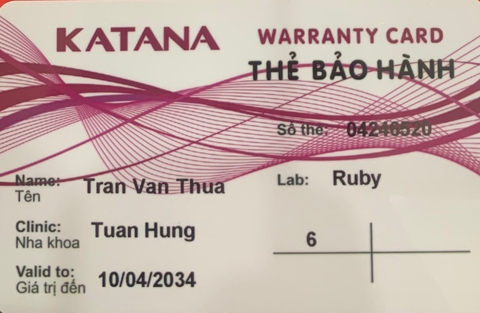 KATANA
WARRANTY CARD
THẺ BẢO HÀNH
Số thẻ: 04246520
Name: Tran Van Thua
Tên
Lab: Ruby
Clinic: Tuan Hung
Nha khoa
6
Valid to: 10/04/2034
Giá trị đến